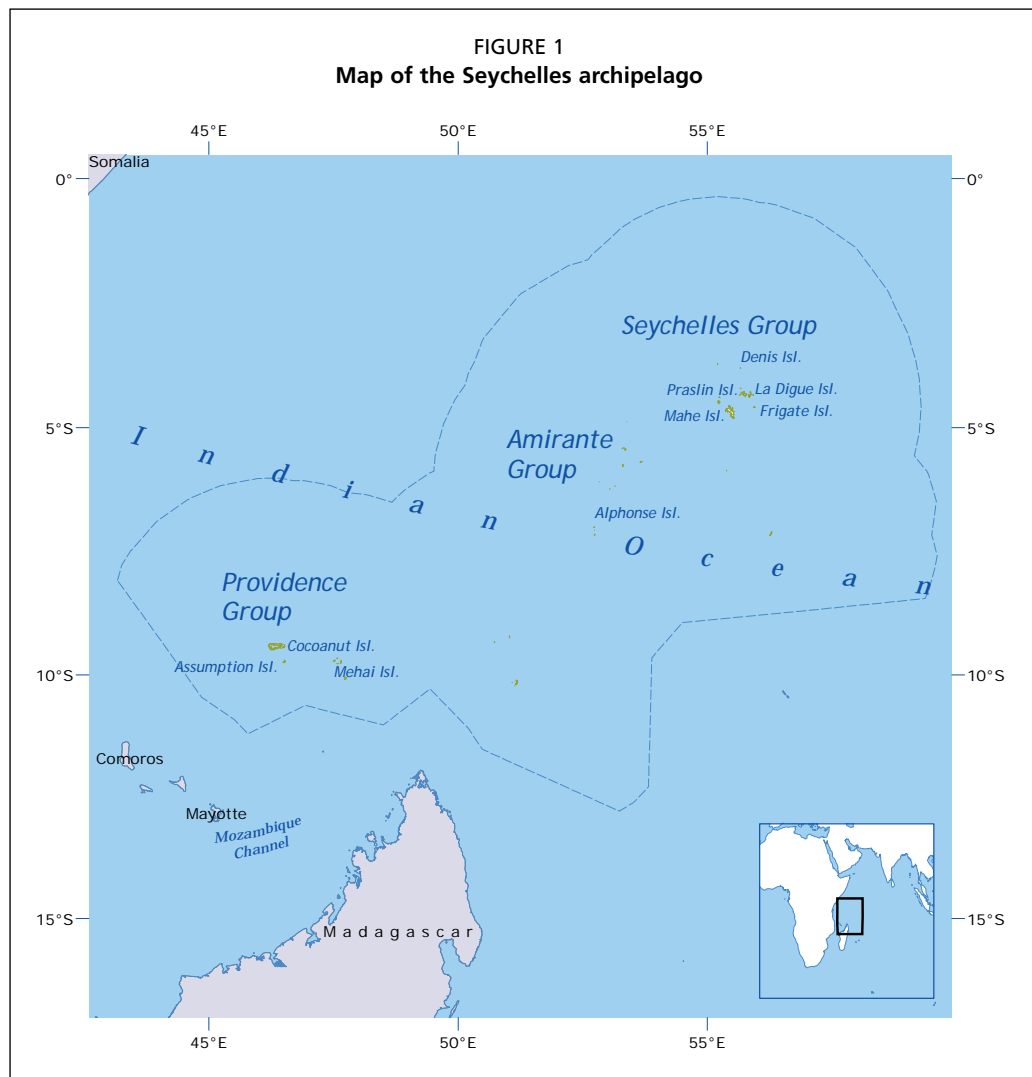 FIGURE 1
Map of the Seychelles archipelago
45°E 50°E 55°E
Somalia
0° 0°
Seychelles Group
Denis Isl.
Praslin Isl. La Digue Isl.
Mahe Isl. Frigate Isl.
5°S 5°S
Amirante
Group
Indian Ocean
Alphonse Isl.
Providence
Group
Cocoanut Isl.
Assumption Isl. Mehai Isl.
10°S 10°S
Comoros
Mayotte
Mozambique
Channel
15°S 15°S
Madagascar
45°E 50°E 55°E